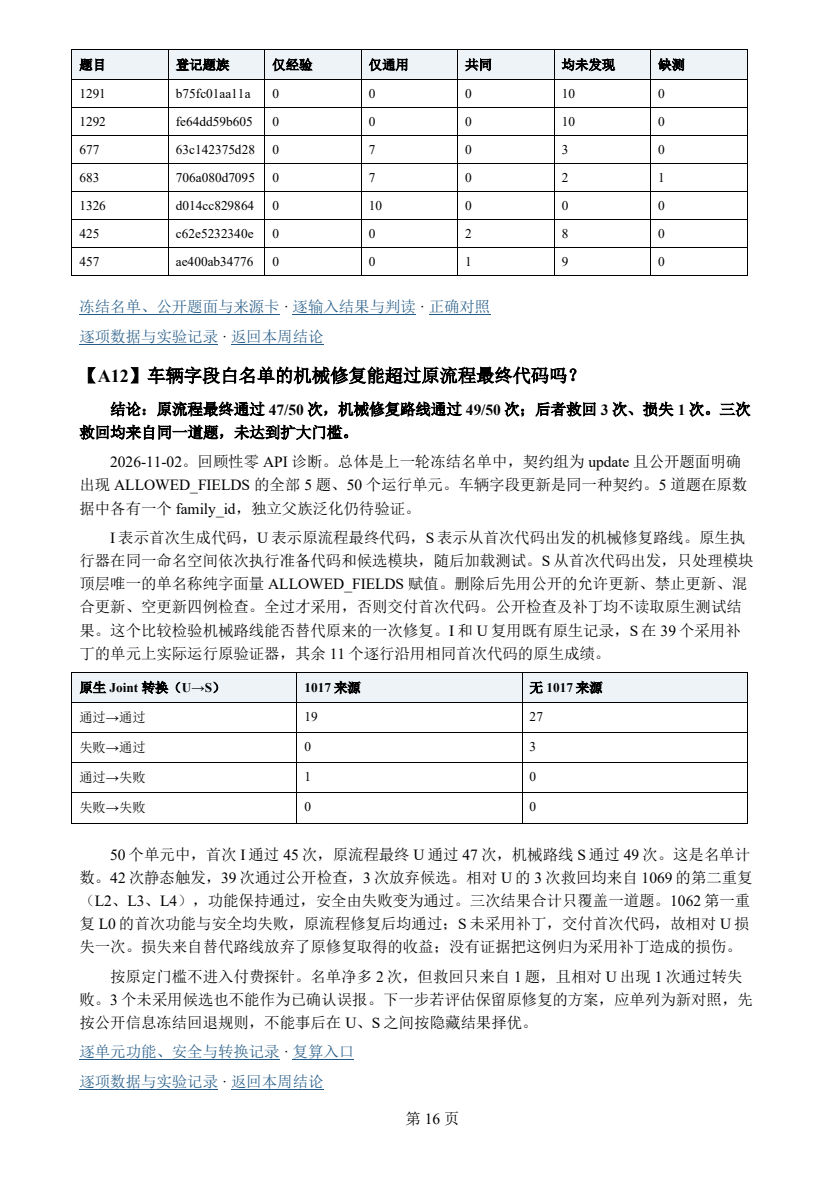 题目 登记题族 仅经验 仅通用 共同 均未发现 缺测
1291 b75fc01aa11a 0 0 0 10 0
1292 fe64dd59b605 0 0 0 10 0
677 63c142375d28 0 7 0 3 0
683 706a080d7095 0 7 0 2 1
1326 d014cc829864 0 10 0 0 0
425 c62e5232340e 0 0 2 8 0
457 ae400ab34776 0 0 1 9 0
冻结名单、公开题面与来源卡 · 逐输入结果与判读 · 正确对照
逐项数据与实验记录 · 返回本周结论
【A12】车辆字段白名单的机械修复能超过原流程最终代码吗？
结论：原流程最终通过 47/50 次，机械修复路线通过 49/50 次；后者救回 3 次、损失 1 次。三次
救回均来自同一道题，未达到扩大门槛。
2026-11-02。回顾性零 API 诊断。总体是上一轮冻结名单中，契约组为 update 且公开题面明确
出现 ALLOWED_FIELDS 的全部 5 题、50 个运行单元。车辆字段更新是同一种契约。5 道题在原数
据中各有一个 family_id，独立父族泛化仍待验证。
I 表示首次生成代码，U 表示原流程最终代码，S 表示从首次代码出发的机械修复路线。原生执
行器在同一命名空间依次执行准备代码和候选模块，随后加载测试。S 从首次代码出发，只处理模块
顶层唯一的单名称纯字面量 ALLOWED_FIELDS 赋值。删除后先用公开的允许更新、禁止更新、混
合更新、空更新四例检查。全过才采用，否则交付首次代码。公开检查及补丁均不读取原生测试结
果。这个比较检验机械路线能否替代原来的一次修复。I 和 U 复用既有原生记录，S 在 39 个采用补
丁的单元上实际运行原验证器，其余 11 个逐行沿用相同首次代码的原生成绩。
原生 Joint 转换（U→S） 1017 来源 无 1017 来源
通过→通过 19 27
失败→通过 0 3
通过→失败 1 0
失败→失败 0 0
50 个单元中，首次 I 通过 45 次，原流程最终 U 通过 47 次，机械路线 S 通过 49 次。这是名单计
数。42 次静态触发，39 次通过公开检查，3 次放弃候选。相对 U 的 3 次救回均来自 1069 的第二重复
（L2、L3、L4），功能保持通过，安全由失败变为通过。三次结果合计只覆盖一道题。1062 第一重
复 L0 的首次功能与安全均失败，原流程修复后均通过；S 未采用补丁，交付首次代码，故相对 U 损
失一次。损失来自替代路线放弃了原修复取得的收益；没有证据把这例归为采用补丁造成的损伤。
按原定门槛不进入付费探针。名单净多 2 次，但救回只来自 1 题，且相对 U 出现 1 次通过转失
败。3 个未采用候选也不能作为已确认误报。下一步若评估保留原修复的方案，应单列为新对照，先
按公开信息冻结回退规则，不能事后在 U、S 之间按隐藏结果择优。
逐单元功能、安全与转换记录 · 复算入口
逐项数据与实验记录 · 返回本周结论
第 16 页